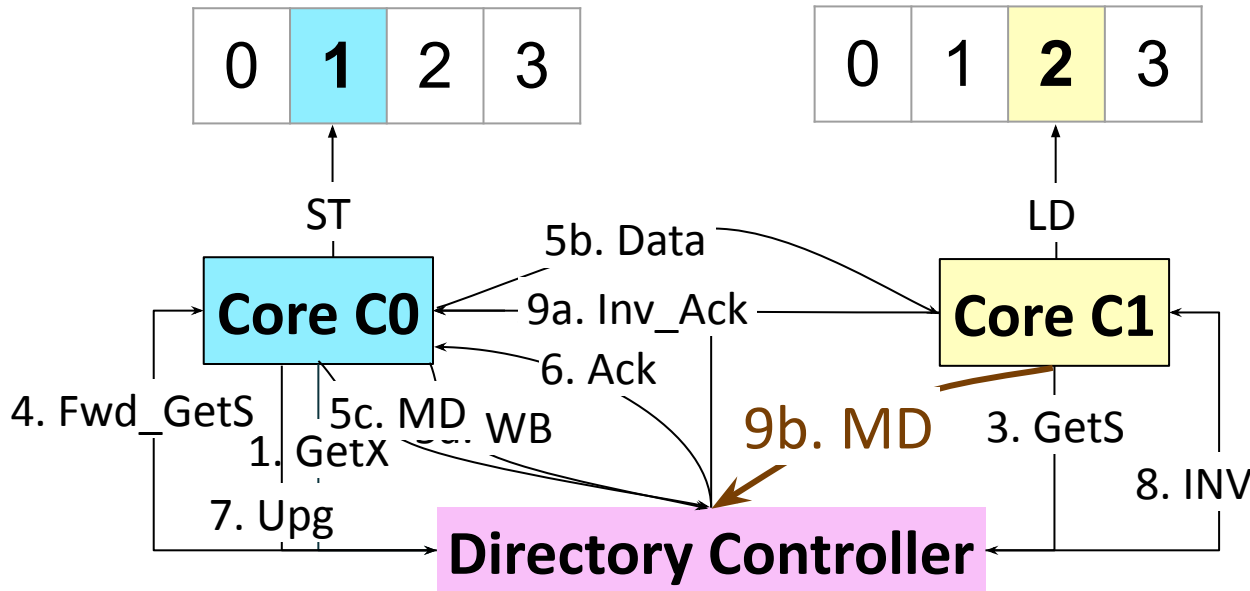 0 1 2 3
0 1 2 3
ST
LD
5b. Data
Core C0
9a. Inv_Ack
Core C1
6. Ack
4. Fwd_GetS
5c. MD
WB
9b. MD
3. GetS
1. GetX
8. INV
7. Upg
Directory Controller